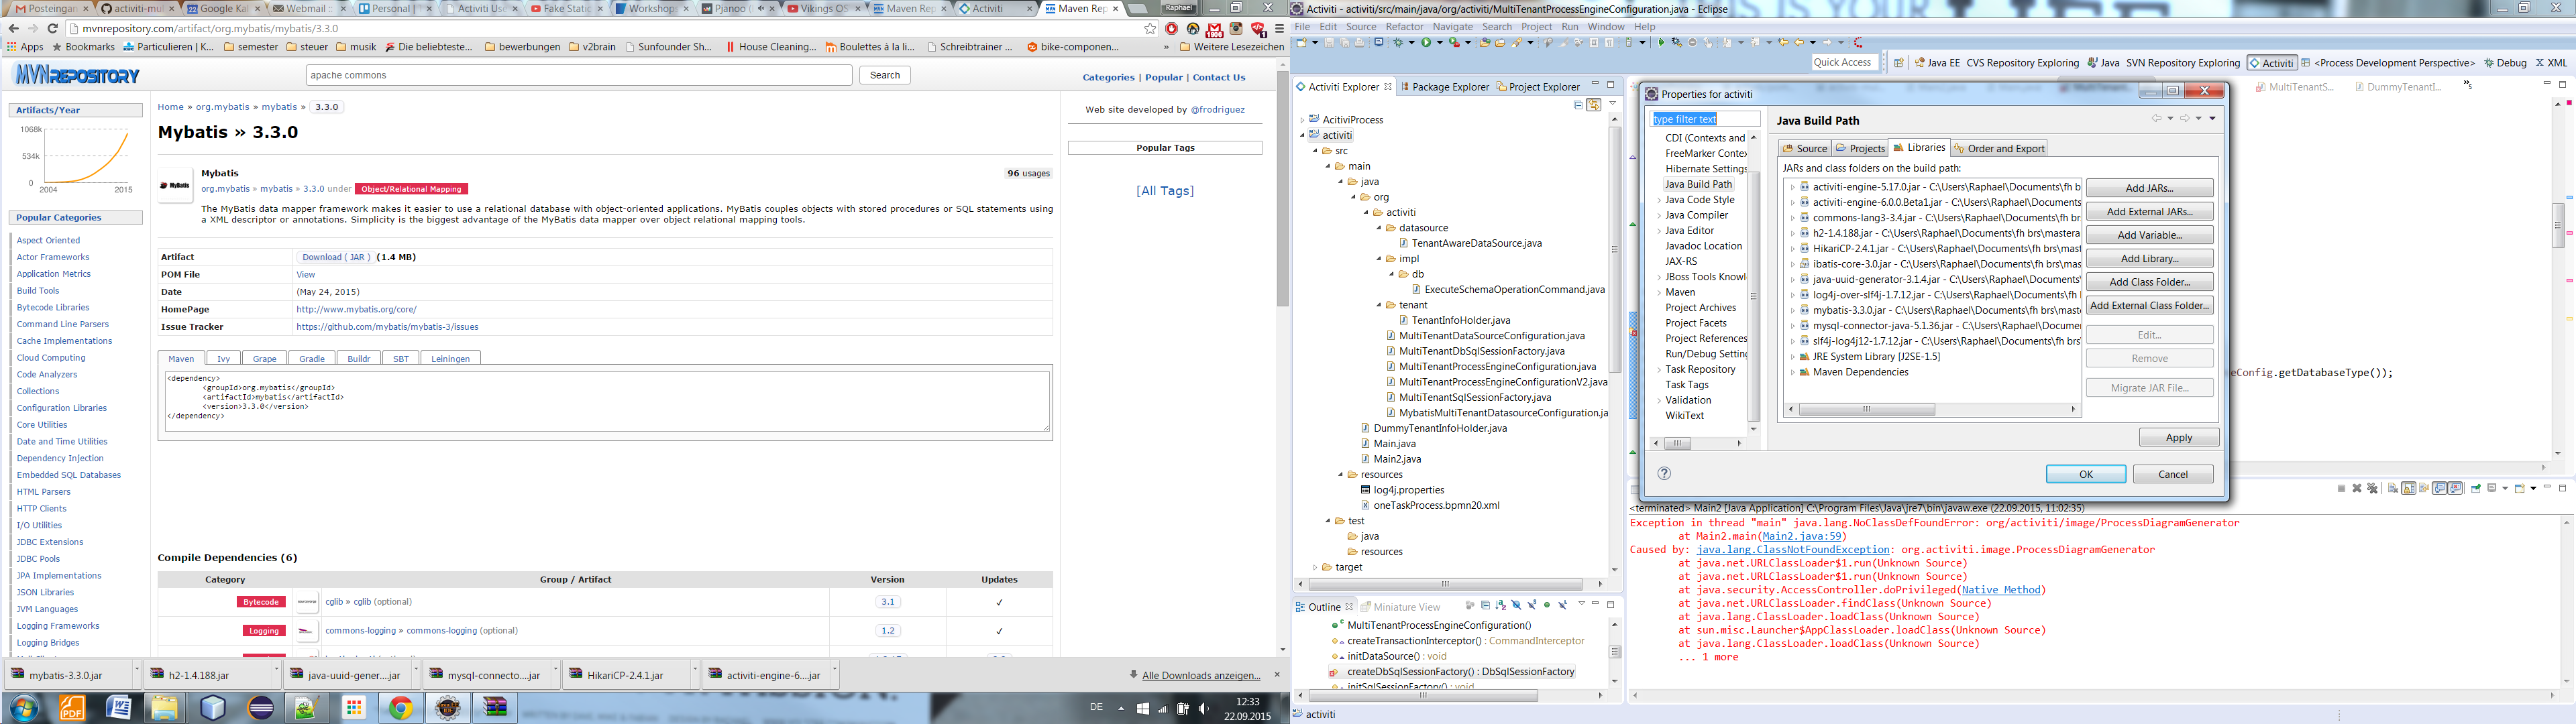 Posteingan
activiti-mul
Google Kal
Webmail ::
Personal |
Activiti Use
Fake Static
Workshops
Pjanoo (
Vikings OS
Maven Rep
Activiti
Maven Rep
Raphael
mvnrepository.com/artifact/org.mybatis/mybatis/3.3.0
Apps
Bookmarks
Particulieren | K...
semester
steuer
musik
Die beliebteste...
bewerbungen
v2brain
Sunfounder Sh...
House Cleaning...
Boulettes à la li...
Schreibtrainer ...
bike-componen...
»
Weitere Lesezeichen
MVNREPOSITORY
apache commons
Search
Categories | Popular | Contact Us
Artifacts/Year
1068k
534k
0
2004
2015
Popular Categories
Aspect Oriented
Actor Frameworks
Application Metrics
Build Tools
Bytecode Libraries
Command Line Parsers
Cache Implementations
Cloud Computing
Code Analyzers
Collections
Configuration Libraries
Core Utilities
Date and Time Utilities
Dependency Injection
Embedded SQL Databases
HTML Parsers
HTTP Clients
I/O Utilities
JDBC Extensions
JDBC Pools
JPA Implementations
JSON Libraries
JVM Languages
Logging Frameworks
Logging Bridges
Home » org.mybatis » mybatis » 3.3.0
Mybatis » 3.3.0
MyBatis
Mybatis
96 usages
org.mybatis » mybatis » 3.3.0 under Object/Relational Mapping
The MyBatis data mapper framework makes it easier to use a relational database with object-oriented applications. MyBatis couples objects with stored procedures or SQL statements using
a XML descriptor or annotations. Simplicity is the biggest advantage of the MyBatis data mapper over object relational mapping tools.
Artifact Download ( JAR ) (1.4 MB)
POM File View
Date (May 24, 2015)
HomePage http://www.mybatis.org/core/
Issue Tracker https://github.com/mybatis/mybatis-3/issues
Maven Ivy Grape Gradle Buildr SBT Leiningen
<dependency>
<groupId>org.mybatis</groupId>
<artifactId>mybatis</artifactId>
<version>3.3.0</version>
</dependency>
Compile Dependencies (6)
Category Group / Artifact Version Updates
Bytecode cglib » cglib (optional) 3.1 ✓
Logging commons-logging » commons-logging (optional) 1.2 ✓
Web site developed by @frodriguez
Popular Tags
[All Tags]
mybatis-3.3.0.jar
h2-1.4.188.jar
java-uuid-gener....jar
mysql-connecto....jar
HikariCP-2.4.1.jar
activiti-engine-6....jar
Alle Downloads anzeigen...
DE
12:33
22.09.2015
Activiti - activiti/src/main/java/org/activiti/MultiTenantProcessEngineConfiguration.java - Eclipse
File Edit Source Refactor Navigate Search Project Run Window Help
Quick Access
Java EE
CVS Repository Exploring
Java
SVN Repository Exploring
Activiti
<Process Development Perspective>
Debug
XML
Activiti Explorer
Package Explorer
Project Explorer
AcitiviProcess
activiti
src
main
java
org
activiti
datasource
TenantAwareDataSource.java
impl
db
ExecuteSchemaOperationCommand.java
tenant
TenantInfoHolder.java
MultiTenantDataSourceConfiguration.java
MultiTenantDbSqlSessionFactory.java
MultiTenantProcessEngineConfiguration.java
MultiTenantProcessEngineConfigurationV2.java
MultiTenantSqlSessionFactory.java
MybatisMultiTenantDatasourceConfiguration.ja
DummyTenantInfoHolder.java
Main.java
Main2.java
resources
log4j.properties
oneTaskProcess.bpmn20.xml
test
java
resources
target
Outline
Miniature View
MultiTenantProcessEngineConfiguration()
createTransactionInterceptor() : CommandInterceptor
initDataSource() : void
createDbSqlSessionFactory() : DbSqlSessionFactory
initSqlSessionFactory() : void
activiti
MultiTenantS...
DummyTenantI...
»5
Properties for activiti
type filter text
CDI (Contexts and
FreeMarker Contex
Hibernate Settings
Java Build Path
Java Code Style
Java Compiler
Java Editor
Javadoc Location
JAX-RS
JBoss Tools Knowl
Maven
Project Archives
Project Facets
Project References
Run/Debug Setting
Task Repository
Task Tags
Validation
WikiText
Java Build Path
Source
Projects
Libraries
Order and Export
JARs and class folders on the build path:
activiti-engine-5.17.0.jar - C:\Users\Raphael\Documents\fh b
activiti-engine-6.0.0.Beta1.jar - C:\Users\Raphael\Document
commons-lang3-3.4.jar - C:\Users\Raphael\Documents\fh br
h2-1.4.188.jar - C:\Users\Raphael\Documents\fh brs\mastera
HikariCP-2.4.1.jar - C:\Users\Raphael\Documents\fh brs\mast
ibatis-core-3.0.jar - C:\Users\Raphael\Documents\fh brs\mas
java-uuid-generator-3.1.4.jar - C:\Users\Raphael\Documents\
log4j-over-slf4j-1.7.12.jar - C:\Users\Raphael\Documents\fh
mybatis-3.3.0.jar - C:\Users\Raphael\Documents\fh brs\mast
mysql-connector-java-5.1.36.jar - C:\Users\Raphael\Documen
slf4j-log4j12-1.7.12.jar - C:\Users\Raphael\Documents\fh brs
JRE System Library [J2SE-1.5]
Maven Dependencies
Add JARs...
Add External JARs...
Add Variable...
Add Library...
Add Class Folder...
Add External Class Folder...
Edit...
Remove
Migrate JAR File...
Apply
OK
Cancel
eConfig.getDatabaseType());
<terminated> Main2 [Java Application] C:\Program Files\Java\jre7\bin\javaw.exe (22.09.2015, 11:02:35)
Exception in thread "main" java.lang.NoClassDefFoundError: org/activiti/image/ProcessDiagramGenerator
at Main2.main(Main2.java:59)
Caused by: java.lang.ClassNotFoundException: org.activiti.image.ProcessDiagramGenerator
at java.net.URLClassLoader$1.run(Unknown Source)
at java.net.URLClassLoader$1.run(Unknown Source)
at java.security.AccessController.doPrivileged(Native Method)
at java.net.URLClassLoader.findClass(Unknown Source)
at java.lang.ClassLoader.loadClass(Unknown Source)
at sun.misc.Launcher$AppClassLoader.loadClass(Unknown Source)
at java.lang.ClassLoader.loadClass(Unknown Source)
... 1 more